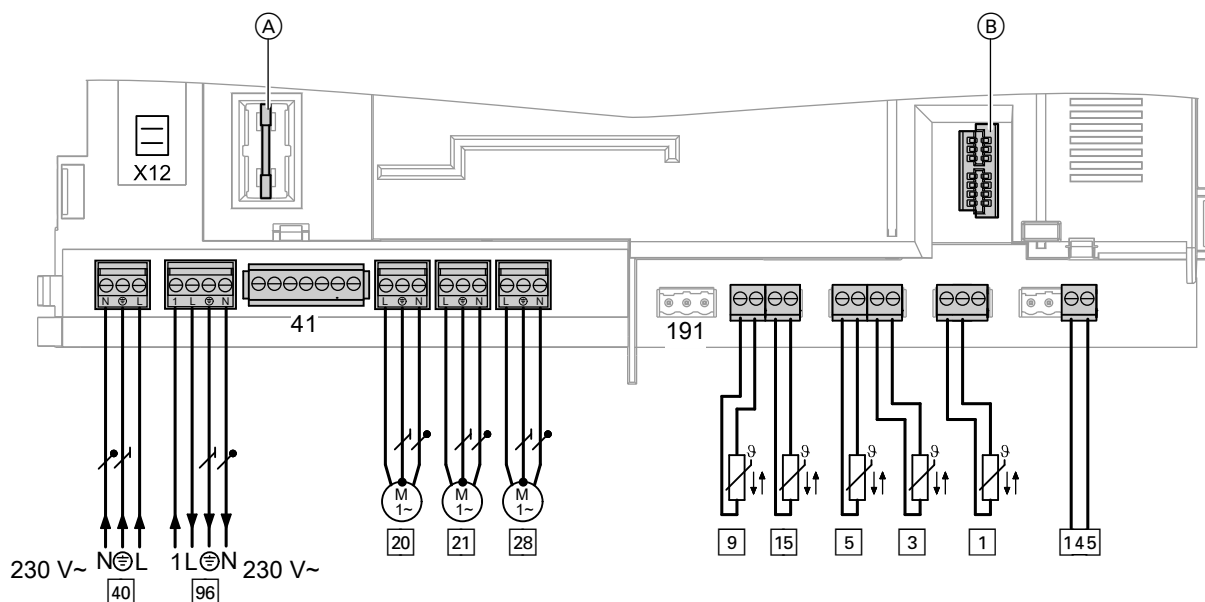 A B
X12
N ⏚ L 1 L ⏚ N L ⏚ N L ⏚ N L ⏚ N
41 191
ϑ ϑ ϑ ϑ ϑ
M 1~ M 1~ M 1~
20 21 28 9 15 5 3 1 145
230 V~ N ⏚ L 1 L ⏚ N 230 V~
40 96